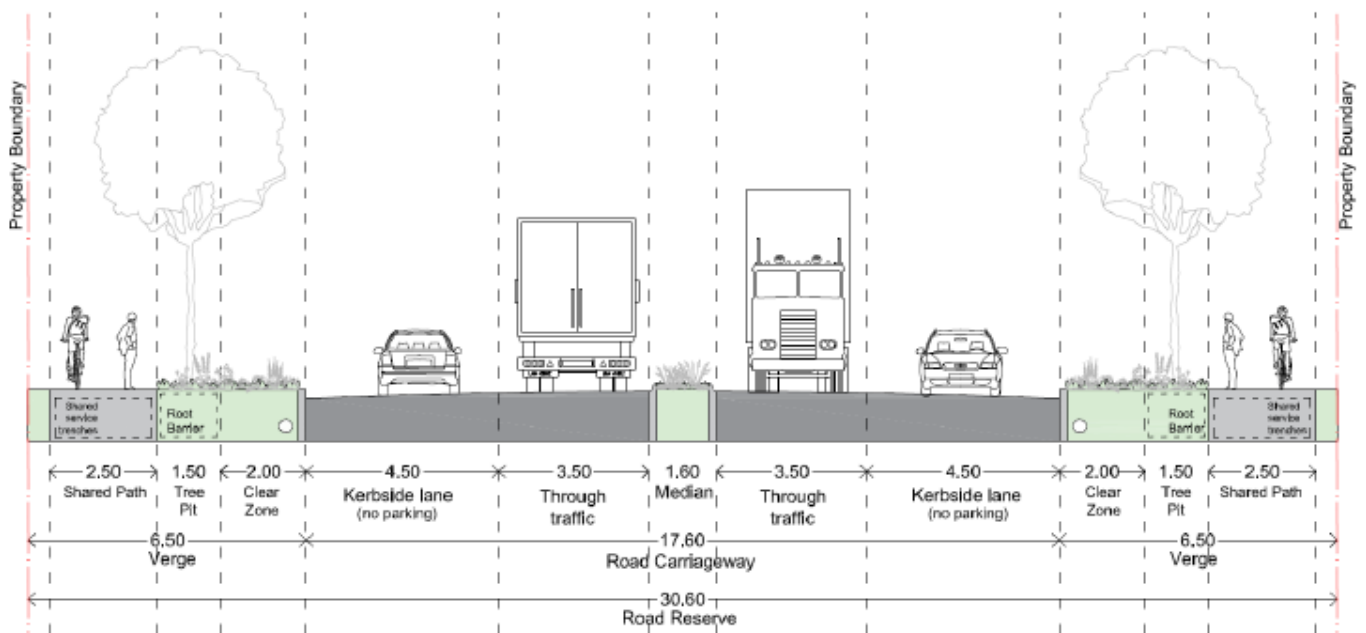 Property Boundary
Property Boundary
Shared
service
trenches
Root
Barrier
Root
Barrier
Shared
service
trenches
2.50
1.50
2.00
4.50
3.50
1.60
3.50
4.50
2.00
1.50
2.50
Shared Path
Tree
Pit
Clear
Zone
Kerbside lane
(no parking)
Through
traffic
Median
Through
traffic
Kerbside lane
(no parking)
Clear
Zone
Tree
Pit
Shared Path
6.50
Verge
17.60
Road Carriageway
6.50
Verge
30.60
Road Reserve